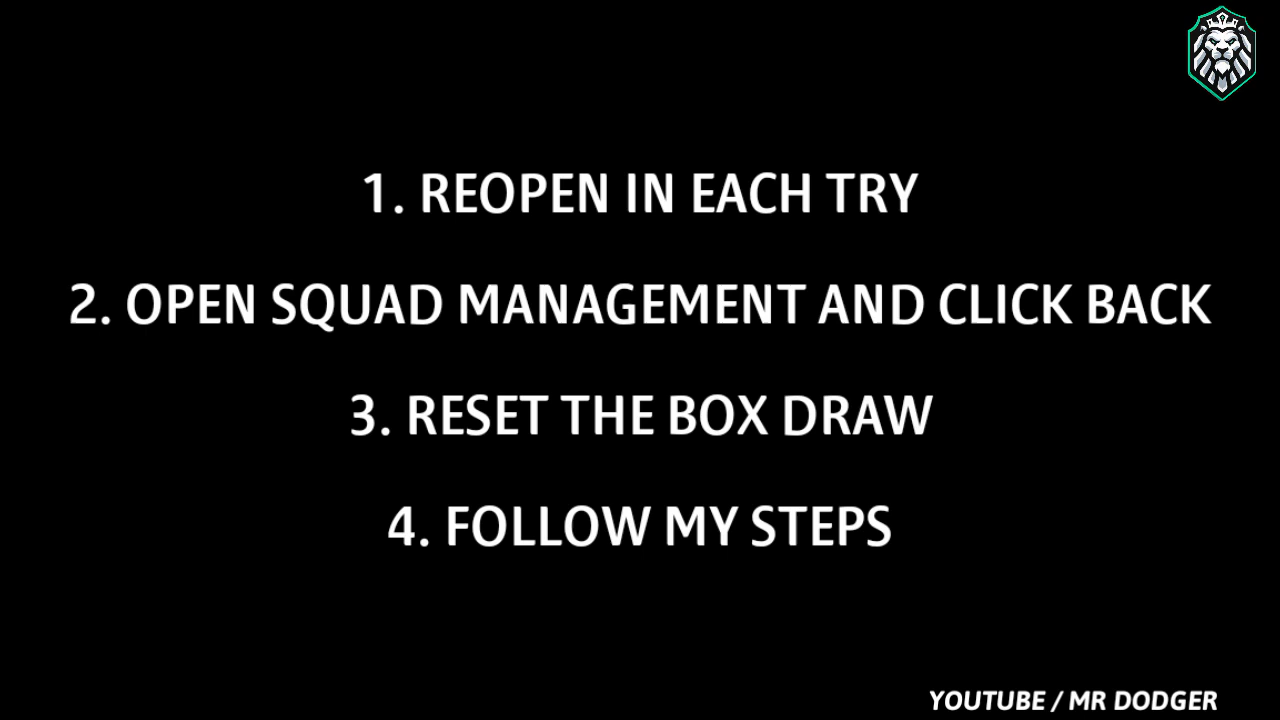 1. REOPEN IN EACH TRY
2. OPEN SQUAD MANAGEMENT AND CLICK BACK
3. RESET THE BOX DRAW
4. FOLLOW MY STEPS
YOUTUBE / MR DODGER